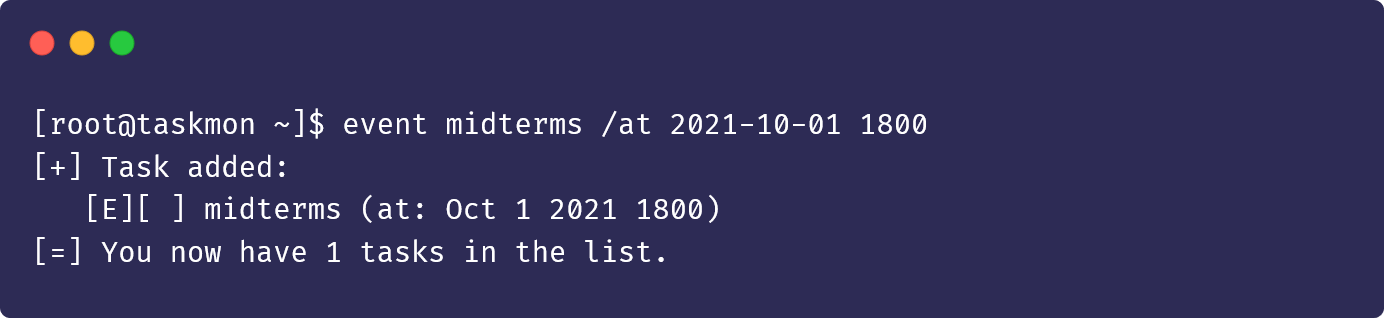 [root@taskmon ~]$ event midterms /at 2021-10-01 1800
[+] Task added:
   [E][ ] midterms (at: Oct 1 2021 1800)
[=] You now have 1 tasks in the list.